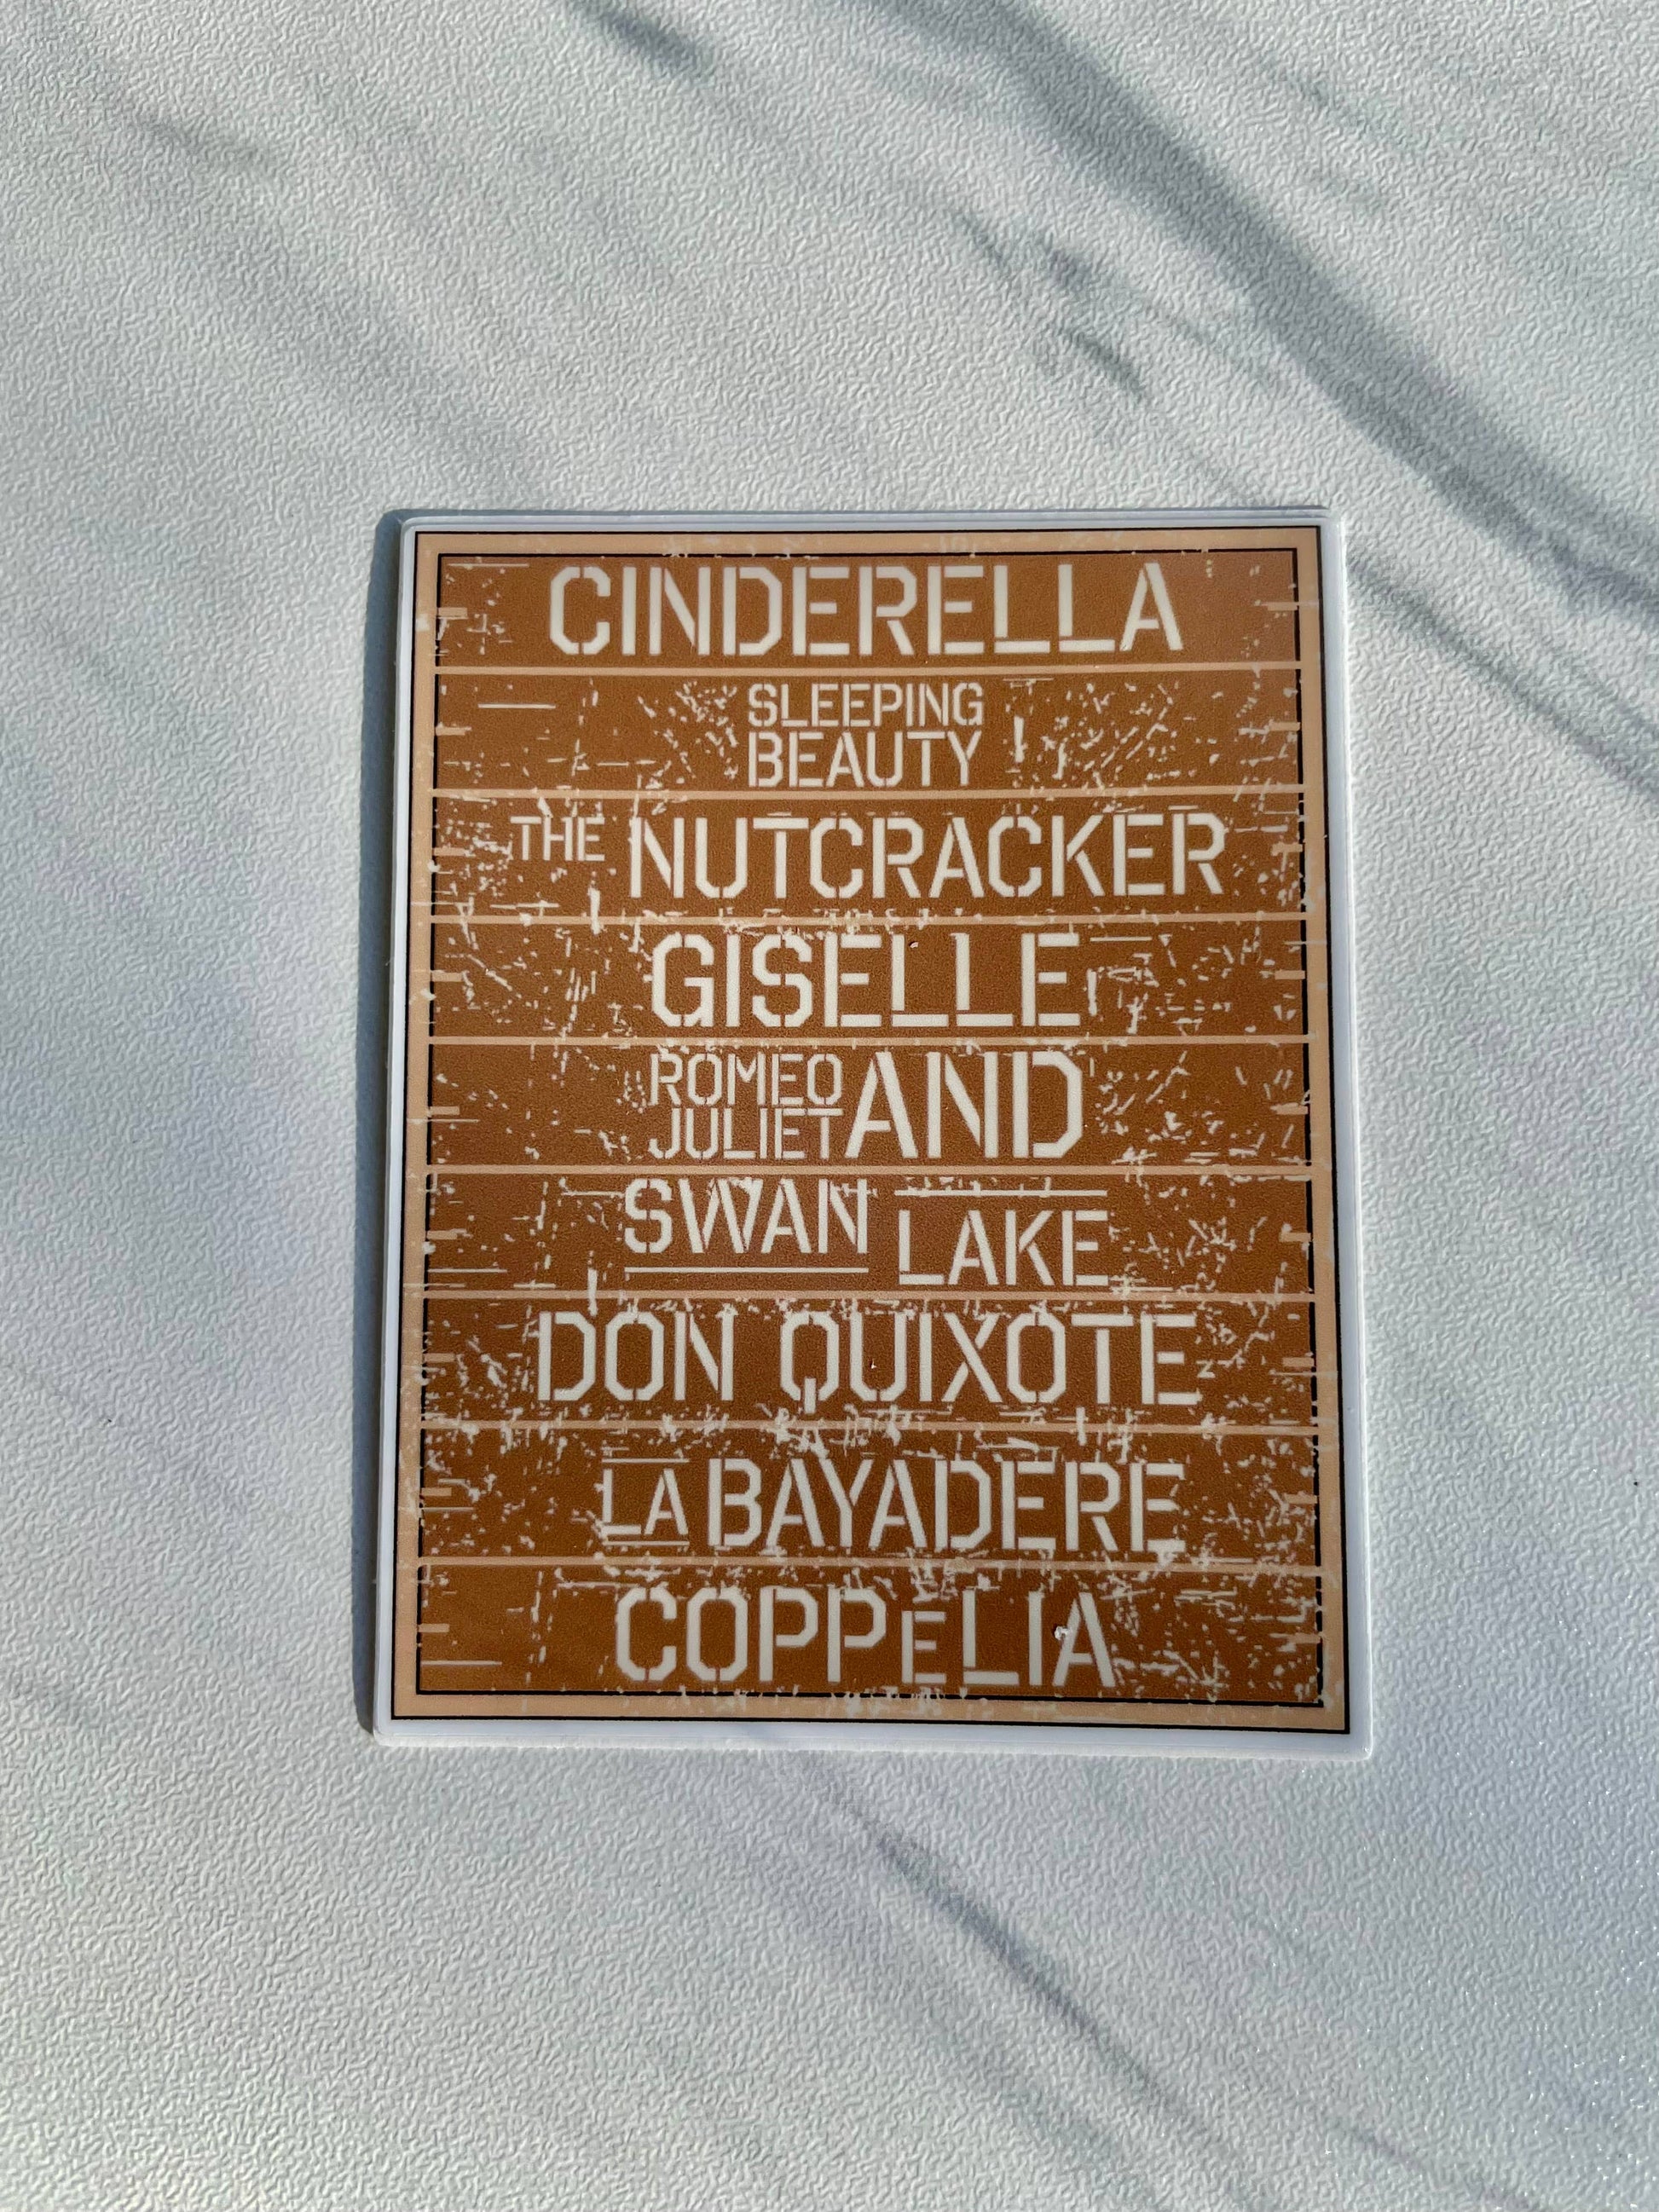 CINDERELLA
SLEEPING
BEAUTY
THE NUTCRACKER
GISELLE
ROMEO
JULIET AND
SWAN LAKE
DON QUIXOTE
LA BAYADERE
COPPELIA